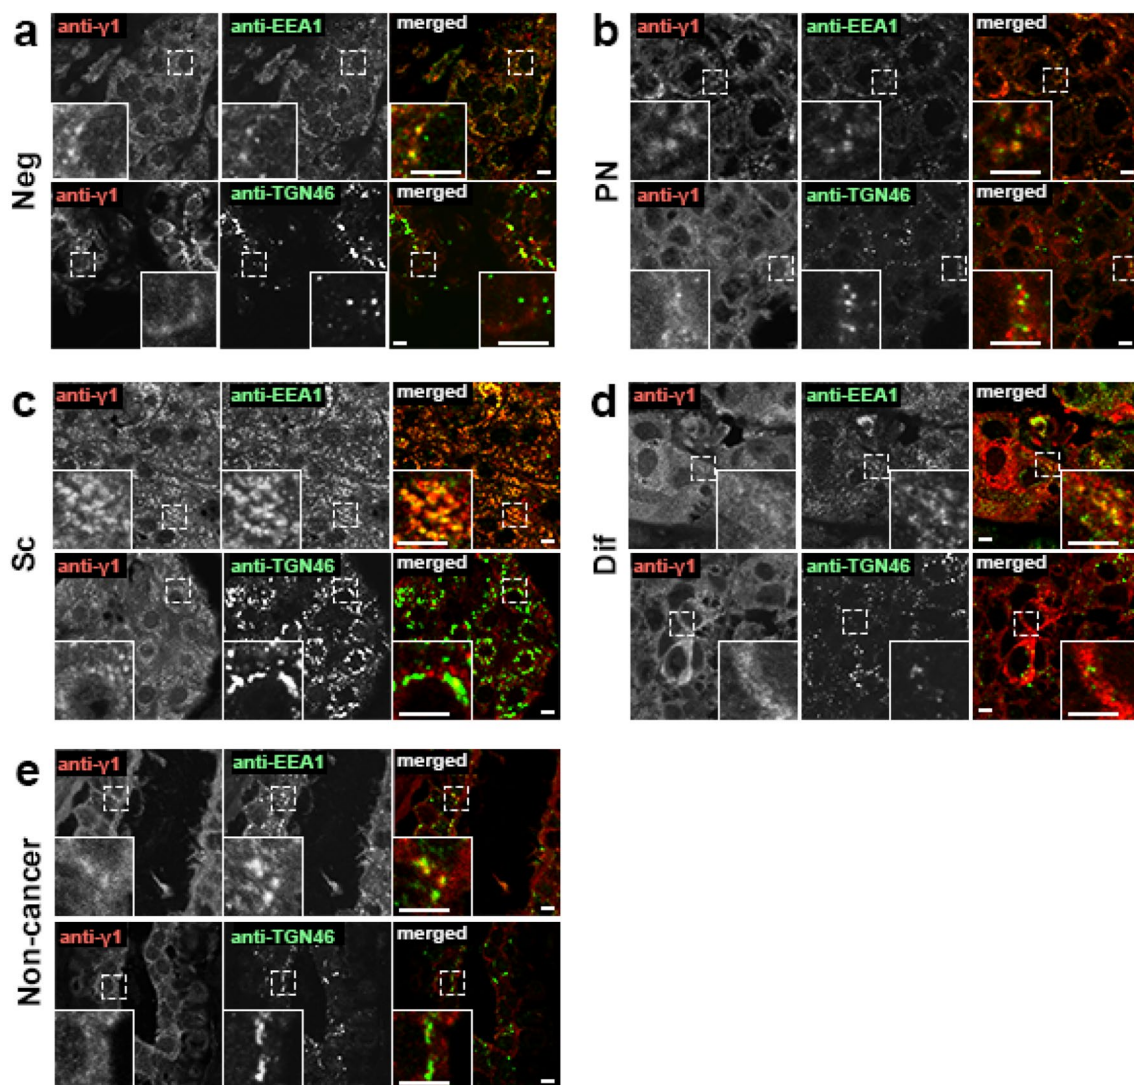 a
anti-γ1 anti-EEA1 merged
Neg
anti-γ1 anti-TGN46 merged
b
anti-γ1 anti-EEA1 merged
PN
anti-γ1 anti-TGN46 merged
c
anti-γ1 anti-EEA1 merged
Sc
anti-γ1 anti-TGN46 merged
d
anti-γ1 anti-EEA1 merged
Dif
anti-γ1 anti-TGN46 merged
e
anti-γ1 anti-EEA1 merged
Non-cancer
anti-γ1 anti-TGN46 merged